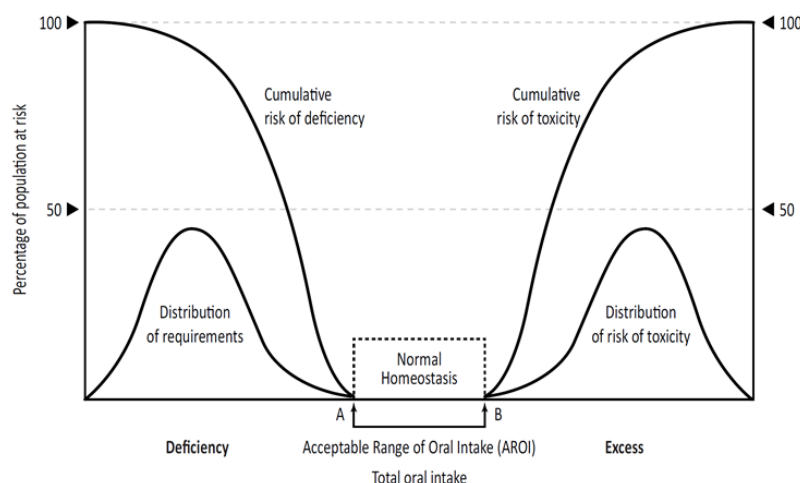 100
100
Cumulative
risk of deficiency
Cumulative
risk of toxicity
50
50
Percentage of population at risk
Distribution
of requirements
Distribution
of risk of toxicity
Normal
Homeostasis
A
B
Deficiency
Acceptable Range of Oral Intake (AROI)
Excess
Total oral intake